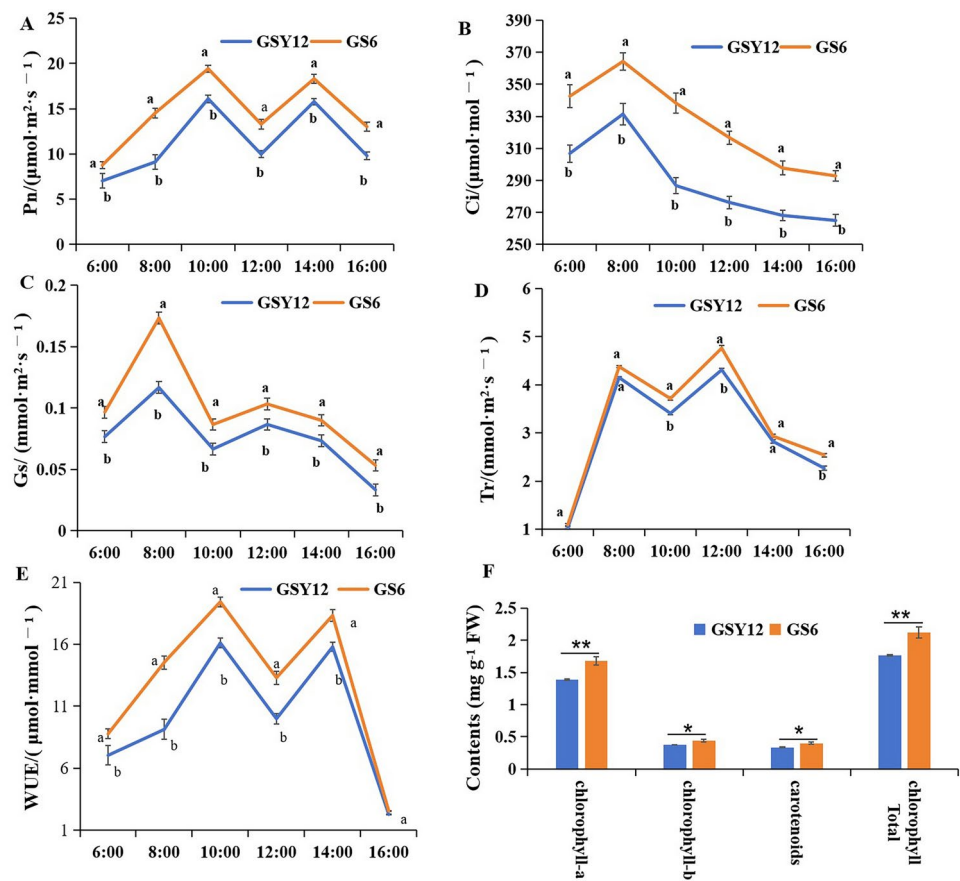 A
25
20
15
10
5
0
Pn/(μmol·m²·s⁻¹)
GSY12 GS6
a a a a a a
b b b b b b
6:00 8:00 10:00 12:00 14:00 16:00
B
390
370
350
330
310
290
270
250
Ci/(μmol·mol⁻¹)
GSY12 GS6
a a a a a a
b b b b b b
6:00 8:00 10:00 12:00 14:00 16:00
C
0.2
0.15
0.1
0.05
0
Gs/ (mmol·m²·s⁻¹)
GSY12 GS6
a a a a a a
b b b b b b
6:00 8:00 10:00 12:00 14:00 16:00
D
6
5
4
3
2
1
Tr/(mmol·m²·s⁻¹)
GSY12 GS6
a a a a a a
a b b a b
6:00 8:00 10:00 12:00 14:00 16:00
E
21
16
11
6
1
WUE/( μmol·mmol⁻¹)
GSY12 GS6
a a a a a a
b b b b b
6:00 8:00 10:00 12:00 14:00 16:00
F
2.5
2
1.5
1
0.5
0
Contents (mg g⁻¹ FW)
GSY12 GS6
** * * **
chlorophyll-a
chlorophyll-b
carotenoids
chlorophyll
Total